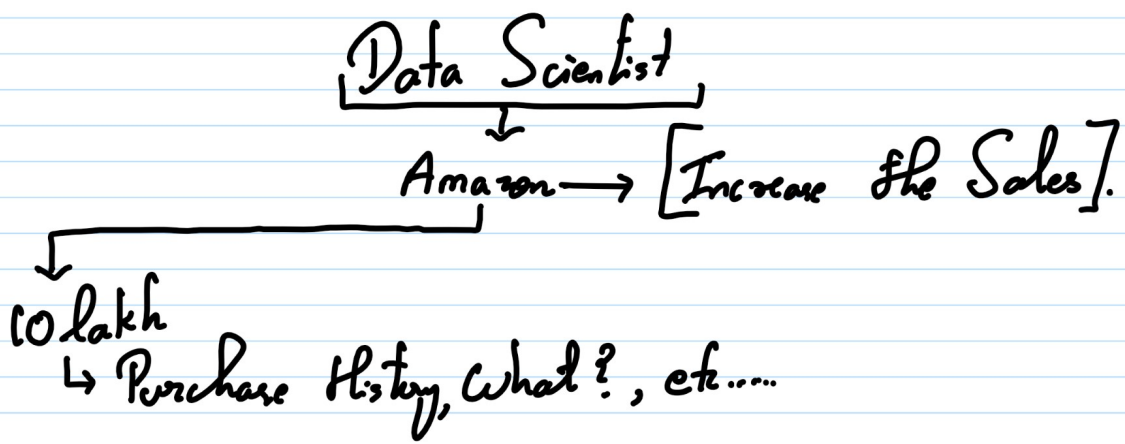 Data Scientist
Amazon → [Increase the Sales].
10 lakh
↳ Purchase History, What?, etc.....